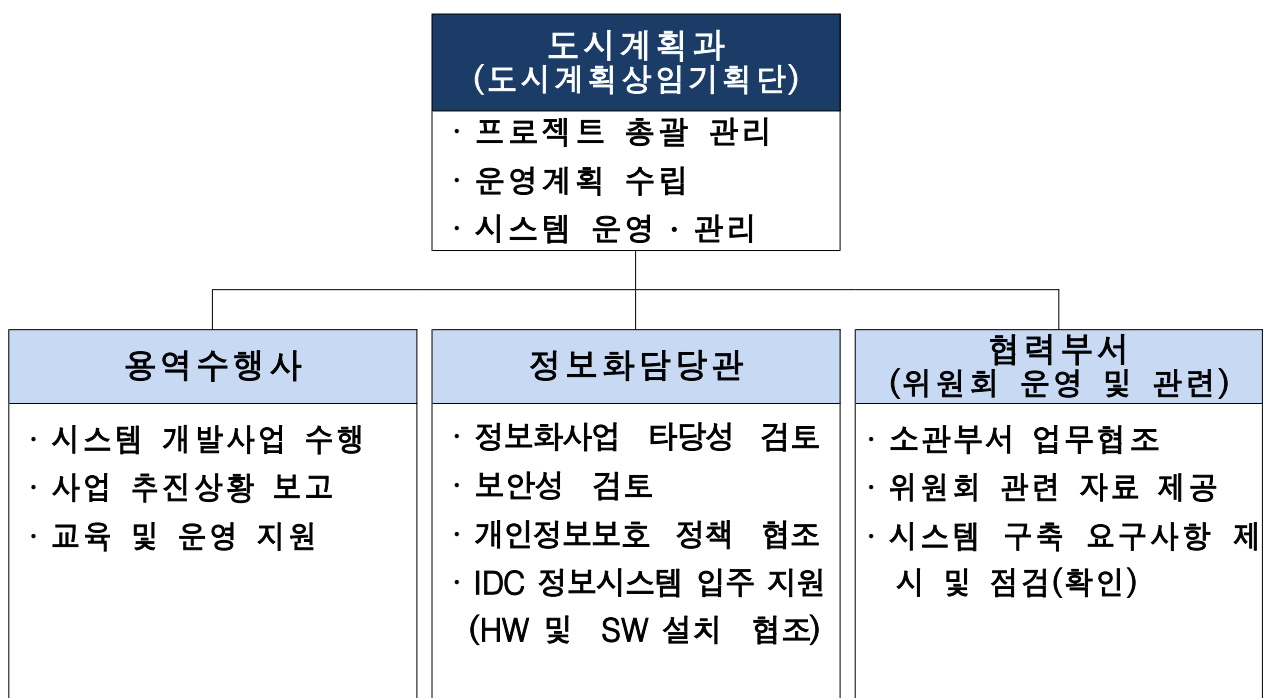 도시계획과
(도시계획상임기획단)
· 프로젝트 총괄 관리
· 운영계획 수립
· 시스템 운영 · 관리
용역수행사
· 시스템 개발사업 수행
· 사업 추진상황 보고
· 교육 및 운영 지원
정보화담당관
· 정보화사업 타당성 검토
· 보안성 검토
· 개인정보보호 정책 협조
· IDC 정보시스템 입주 지원
(HW 및 SW 설치 협조)
협력부서
(위원회 운영 및 관련)
· 소관부서 업무협조
· 위원회 관련 자료 제공
· 시스템 구축 요구사항 제
시 및 점검(확인)